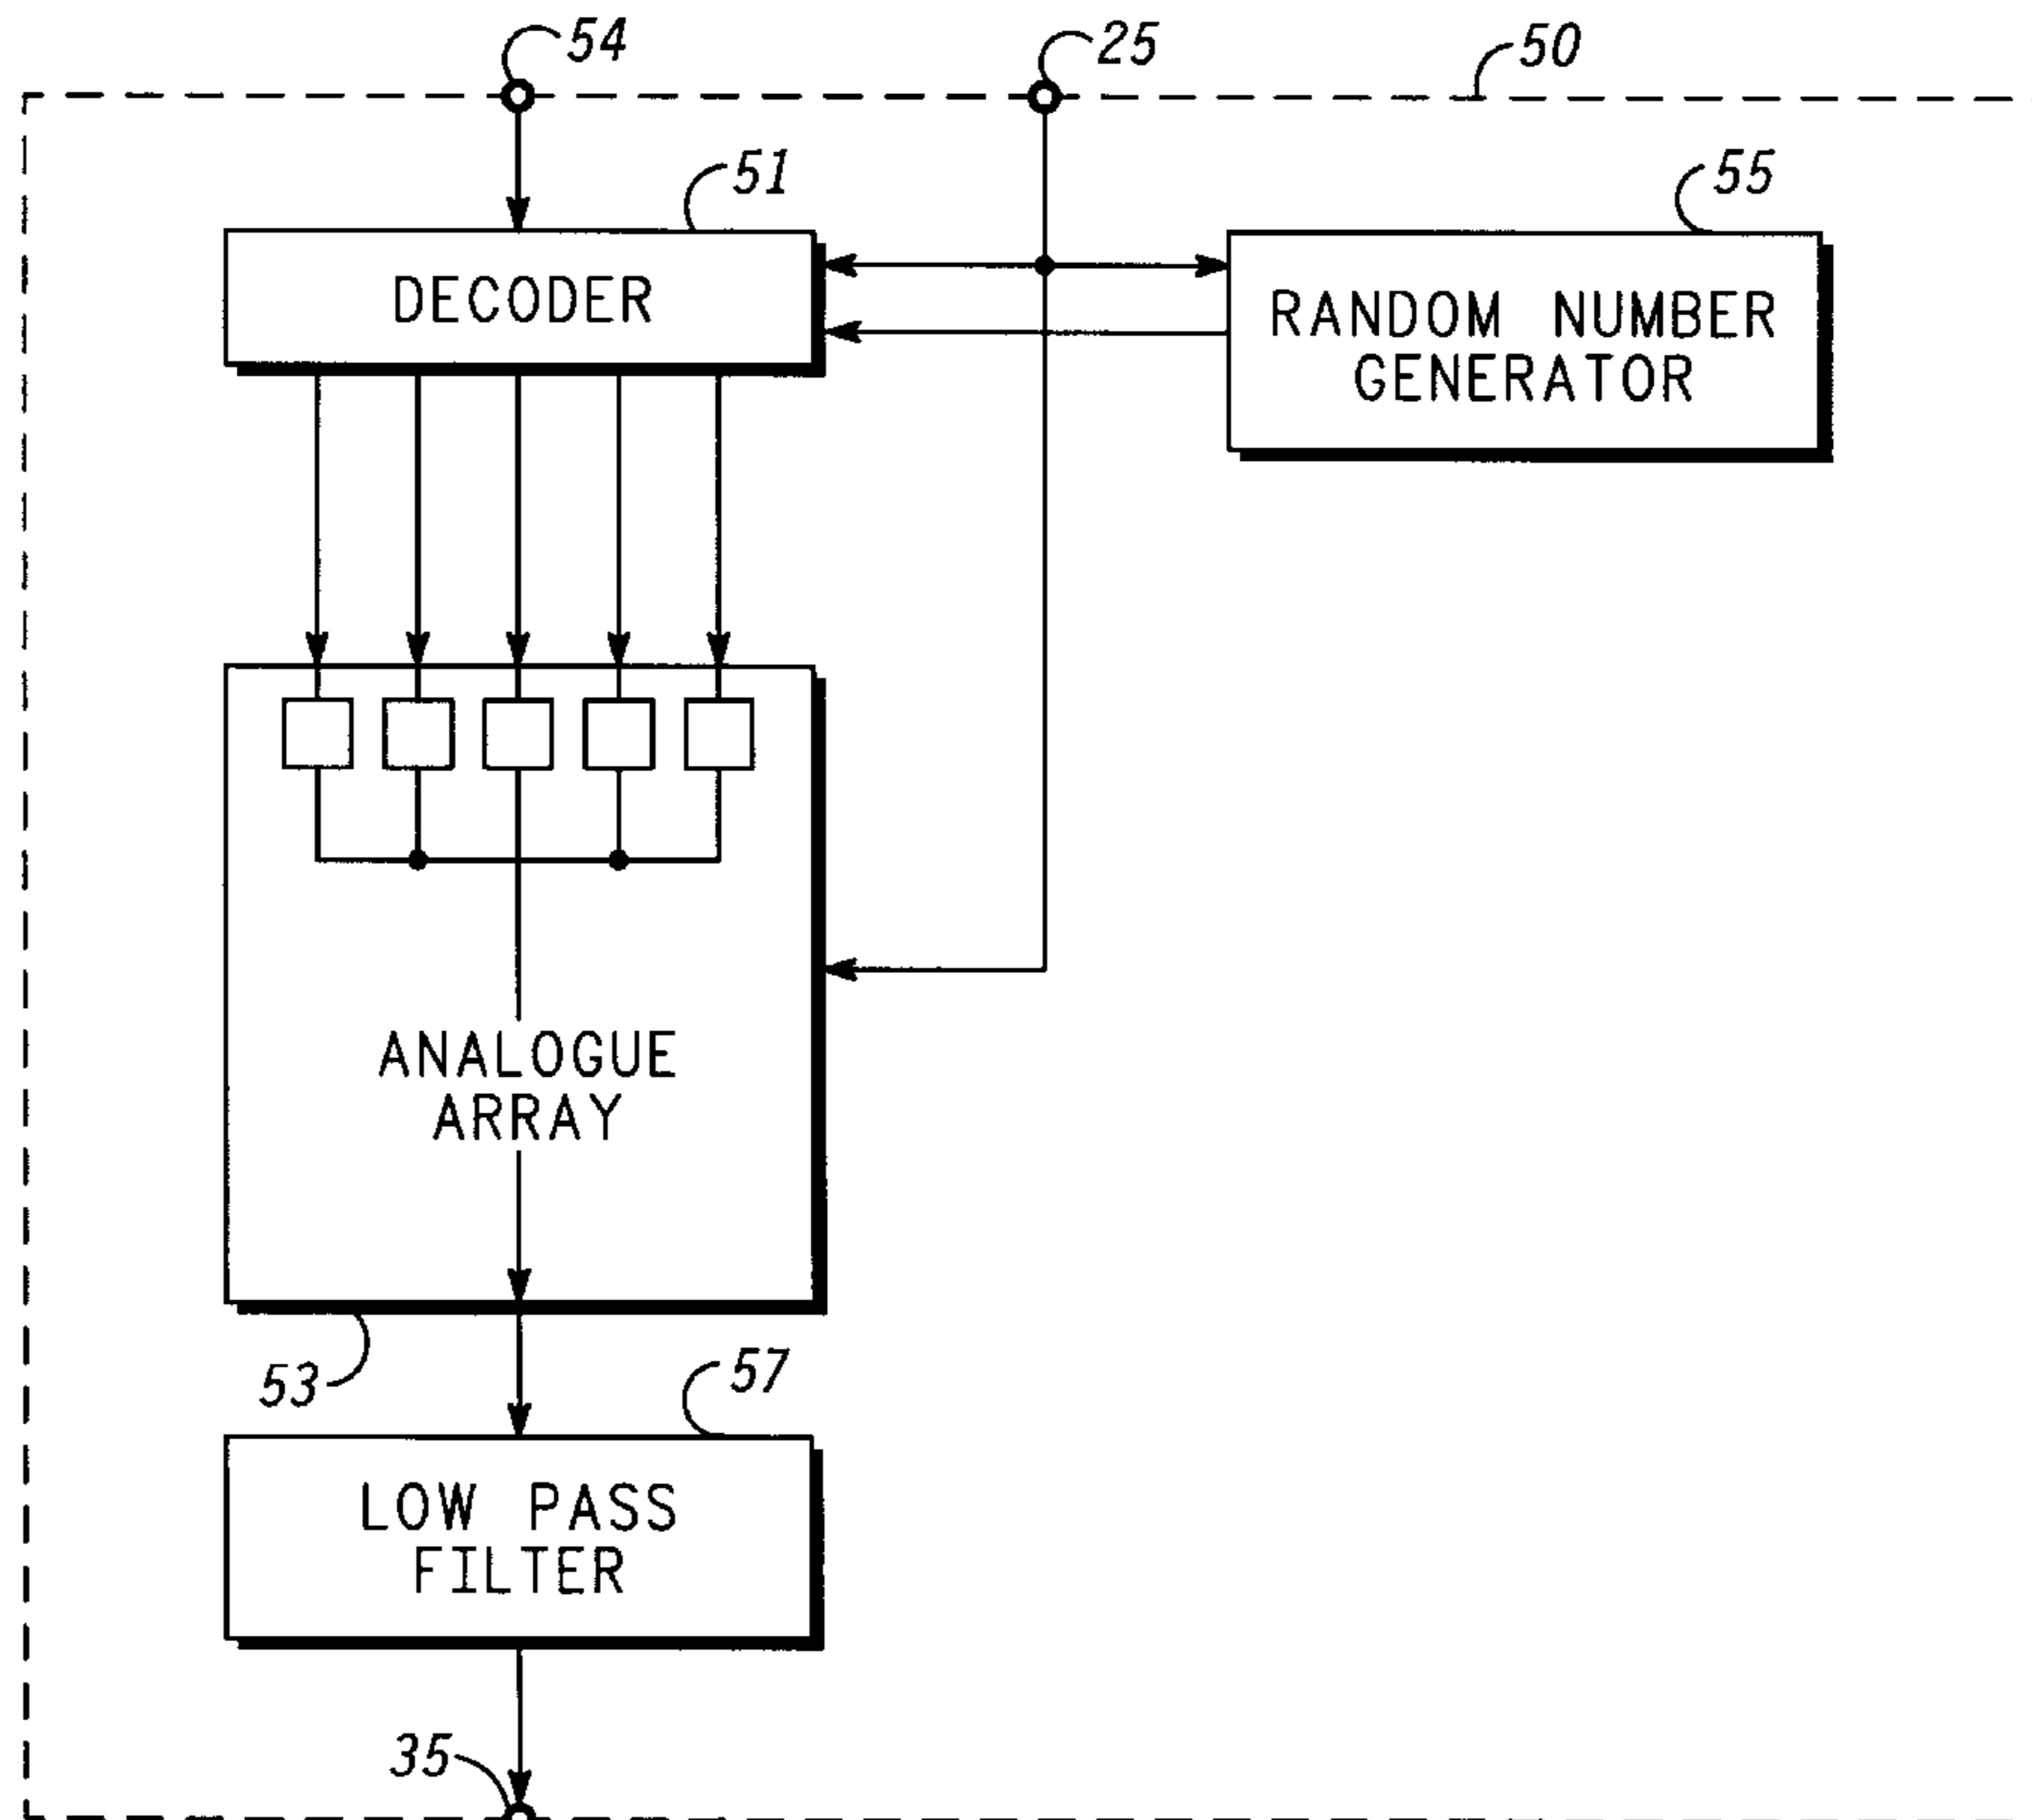 54
25
50
51
55
DECODER
RANDOM NUMBER
GENERATOR
ANALOGUE
ARRAY
53
57
LOW PASS
FILTER
35